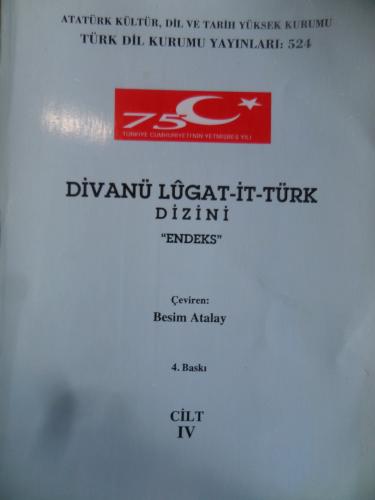 ATATÜRK KÜLTÜR, DİL VE TARİH YÜKSEK KURUMU
TÜRK DİL KURUMU YAYINLARI: 524
75
TÜRKİYE CUMHURİYETİ'NİN YETMİŞBEŞ YILI
DİVANÜ LÛGAT-İT-TÜRK
DİZİNİ
"ENDEKS"
Çeviren:
Besim Atalay
4. Baskı
CİLT
IV